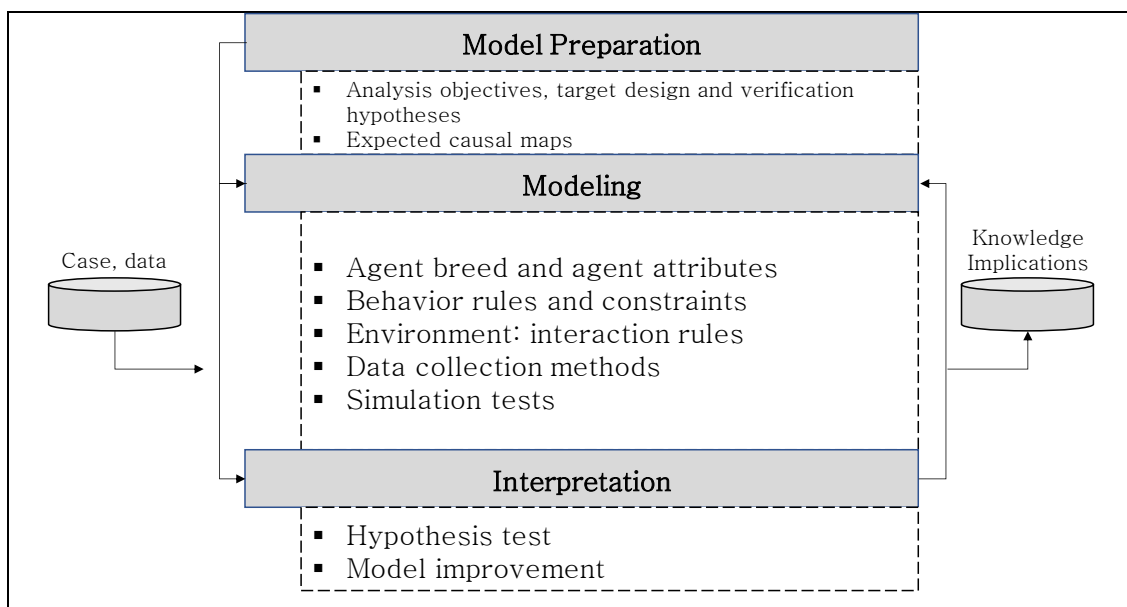 Model Preparation
▪ Analysis objectives, target design and verification
hypotheses
▪ Expected causal maps
Modeling
Case, data
Knowledge
Implications
▪ Agent breed and agent attributes
▪ Behavior rules and constraints
▪ Environment: interaction rules
▪ Data collection methods
▪ Simulation tests
Interpretation
▪ Hypothesis test
▪ Model improvement